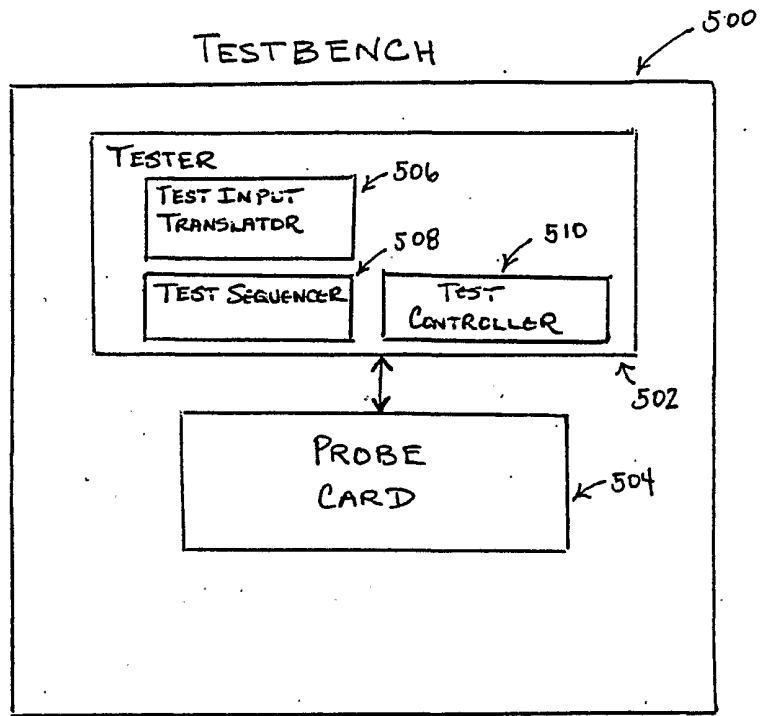 500
TESTBENCH
TESTER
506
TEST INPUT
TRANSLATOR
508
510
TEST SEQUENCER
TEST
CONTROLLER
502
PROBE
CARD
504